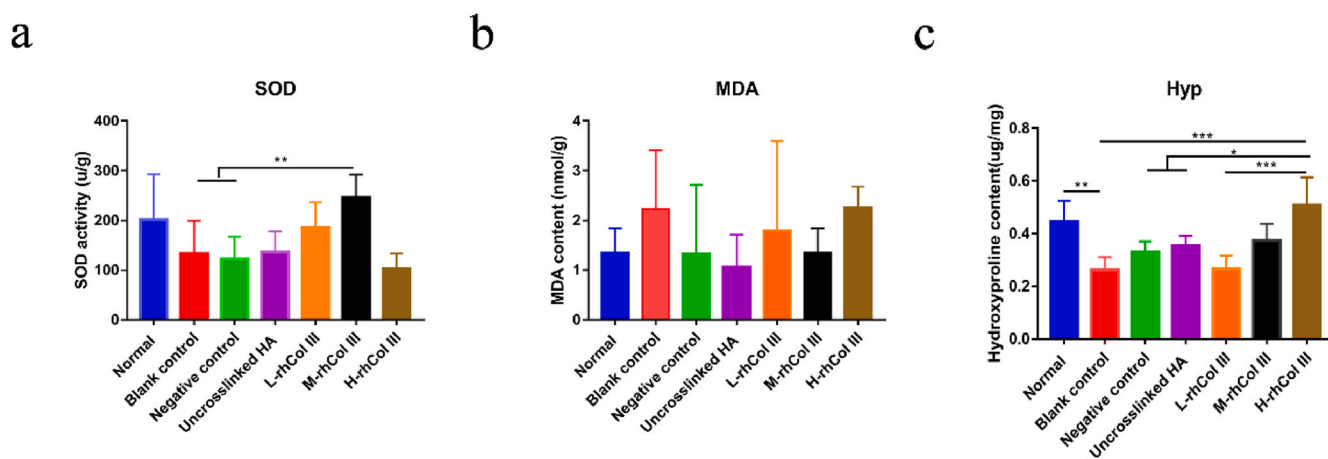 a
SOD
SOD activity (u/g)
400
300
200
100
0
**
Normal
Blank control
Negative control
Uncrosslinked HA
L-rhCol III
M-rhCol III
H-rhCol III
b
MDA
MDA content (nmol/g)
4
3
2
1
0
Normal
Blank control
Negative control
Uncrosslinked HA
L-rhCol III
M-rhCol III
H-rhCol III
c
Hyp
Hydroxyproline content(ug/mg)
0.8
0.6
0.4
0.2
0.0
***
*
***
**
Normal
Blank control
Negative control
Uncrosslinked HA
L-rhCol III
M-rhCol III
H-rhCol III